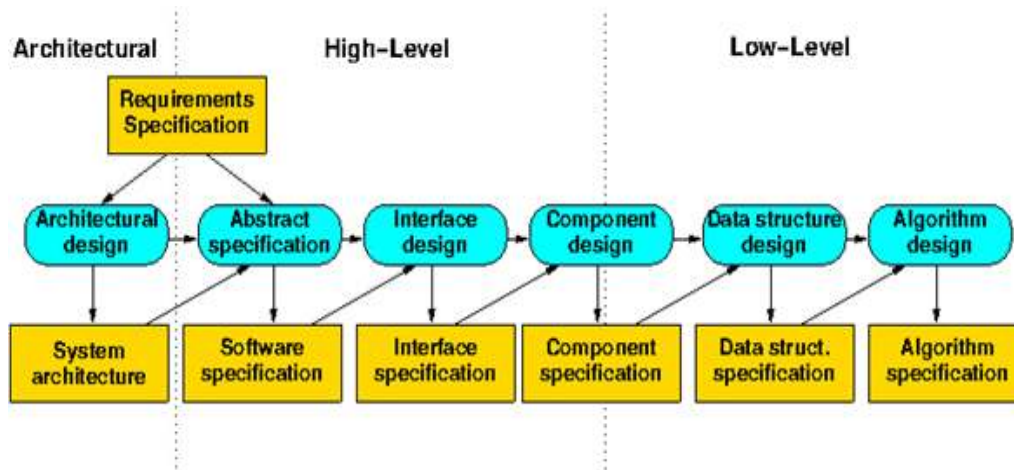 Architectural
High-Level
Low-Level
Requirements
Specification
Architectural
design
Abstract
specification
Interface
design
Component
design
Data structure
design
Algorithm
design
System
architecture
Software
specification
Interface
specification
Component
specification
Data struct.
specification
Algorithm
specification